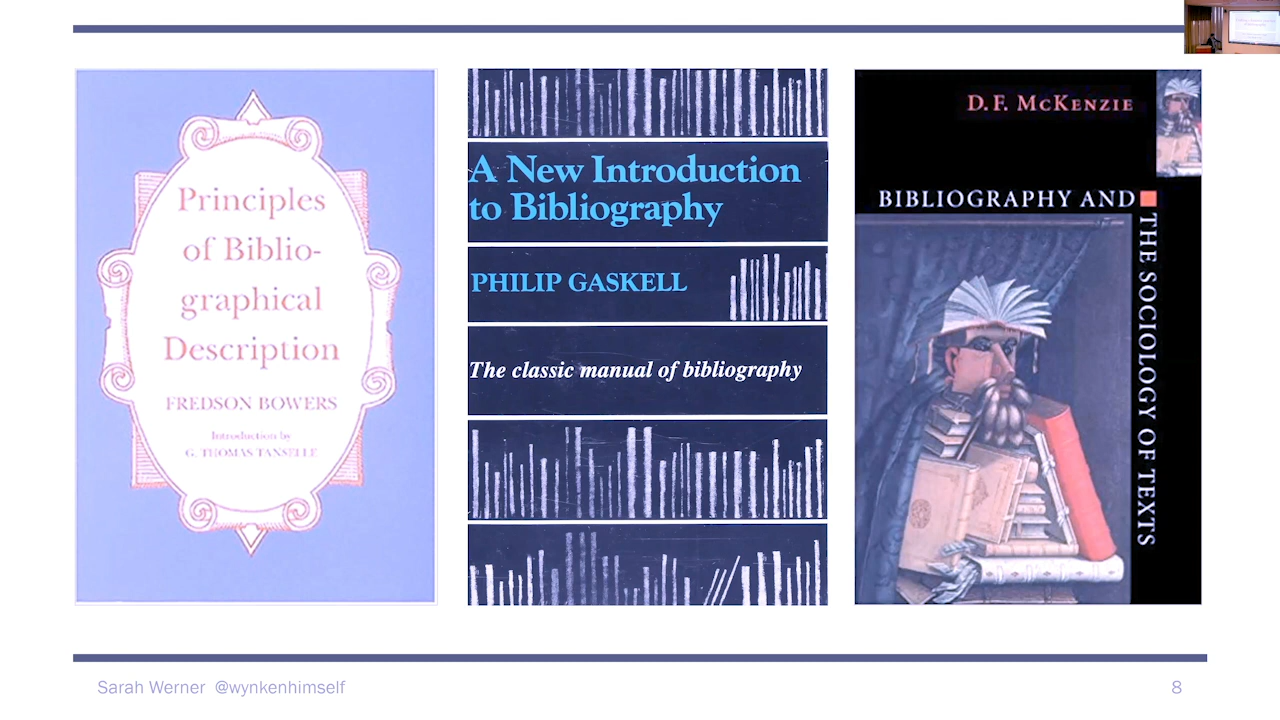 Principles
of Biblio-
graphical
Description
FREDSON BOWERS
Introduction by
G. THOMAS TANSELLE
A New Introduction
to Bibliography
PHILIP GASKELL
The classic manual of bibliography
D. F. MCKENZIE
BIBLIOGRAPHY AND
THE SOCIOLOGY OF TEXTS
Sarah Werner @wynkenhimself
8